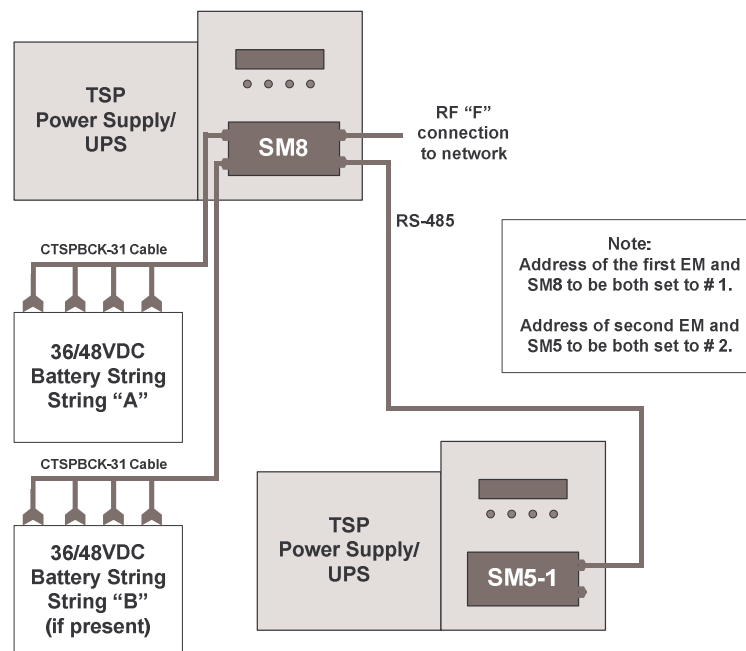 TSP
Power Supply/
UPS
SM8
RF “F”
connection
to network
RS-485
CTSPBCK-31 Cable
36/48VDC
Battery String
String “A”
Note:
Address of the first EM and
SM8 to be both set to # 1.
Address of second EM and
SM5 to be both set to # 2.
CTSPBCK-31 Cable
36/48VDC
Battery String
String “B”
(if present)
TSP
Power Supply/
UPS
SM5-1